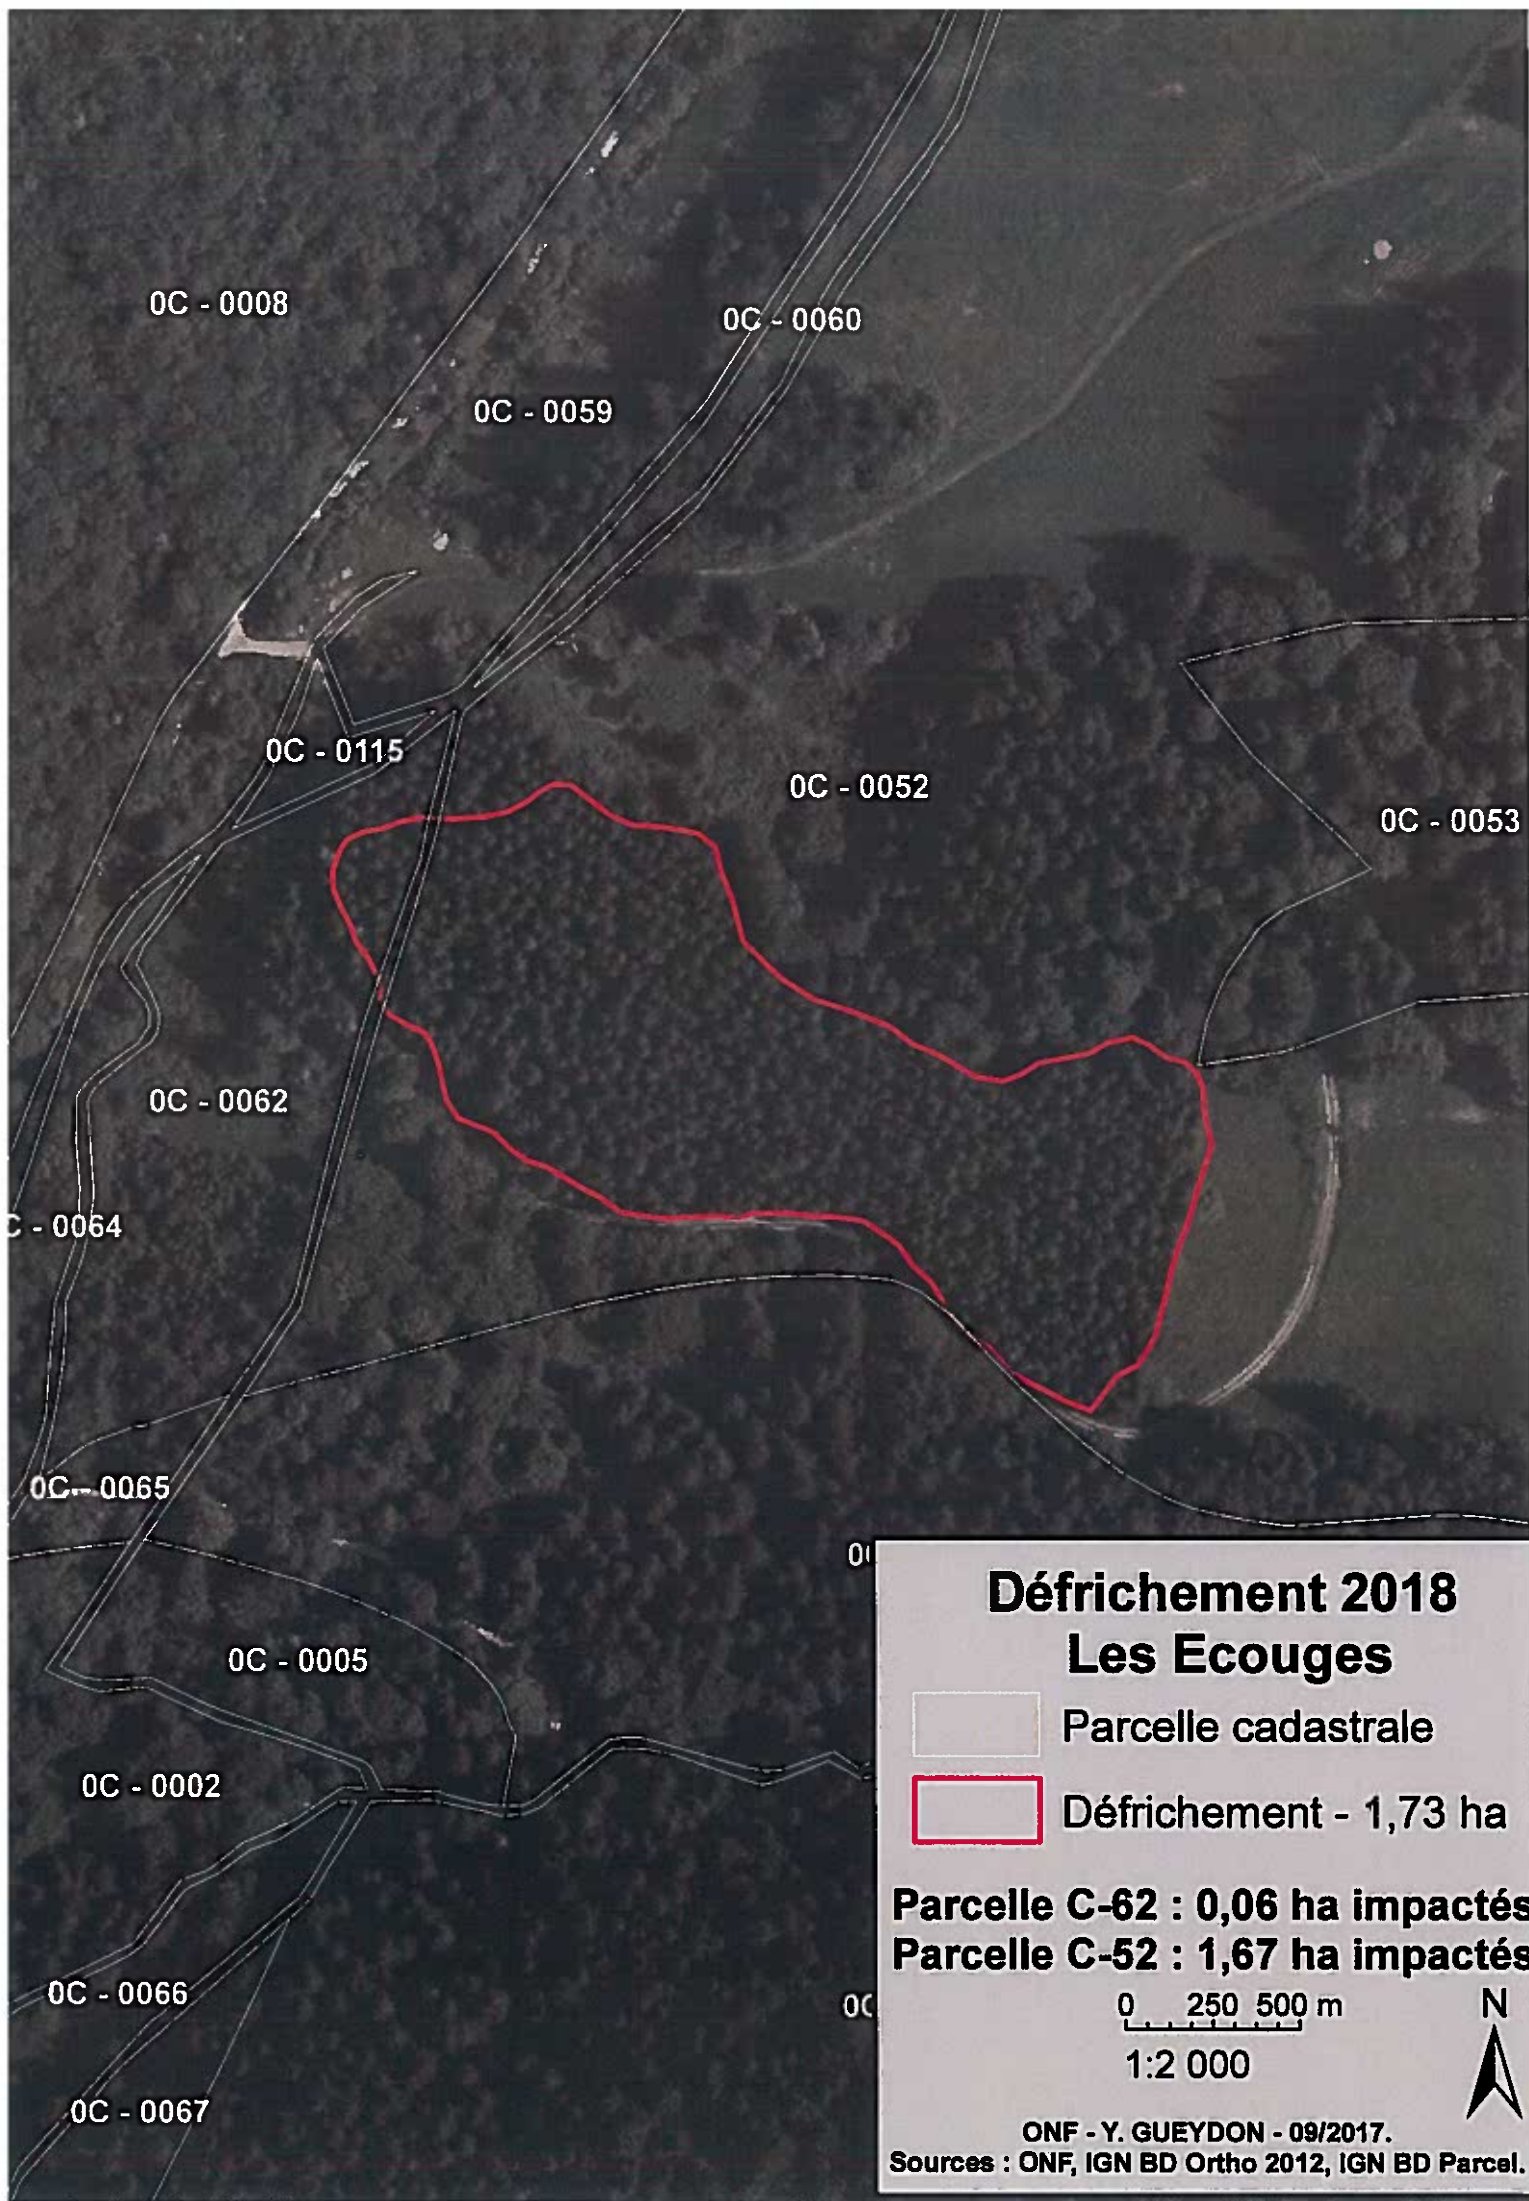 0C - 0008
0C - 0060
0C - 0059
0C - 0115
0C - 0052
0C - 0053
0C - 0062
C - 0064
0C - 0065
0C - 0005
0C - 0002
0C - 0066
0C
0C - 0067
Défrichement 2018
Les Ecouges
Parcelle cadastrale
Défrichement - 1,73 ha
Parcelle C-62 : 0,06 ha impactés
Parcelle C-52 : 1,67 ha impactés
0 250 500 m
N
1:2 000
ONF - Y. GUEYDON - 09/2017.
Sources : ONF, IGN BD Ortho 2012, IGN BD Parcel.